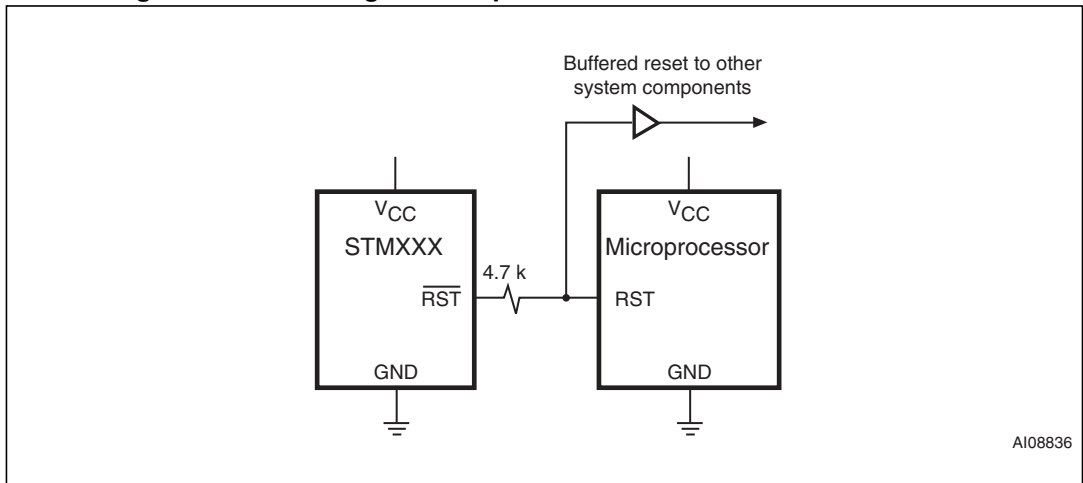 Buffered reset to other
system components
VCC
STMXXX
RST
GND
4.7 k
VCC
Microprocessor
RST
GND
AI08836